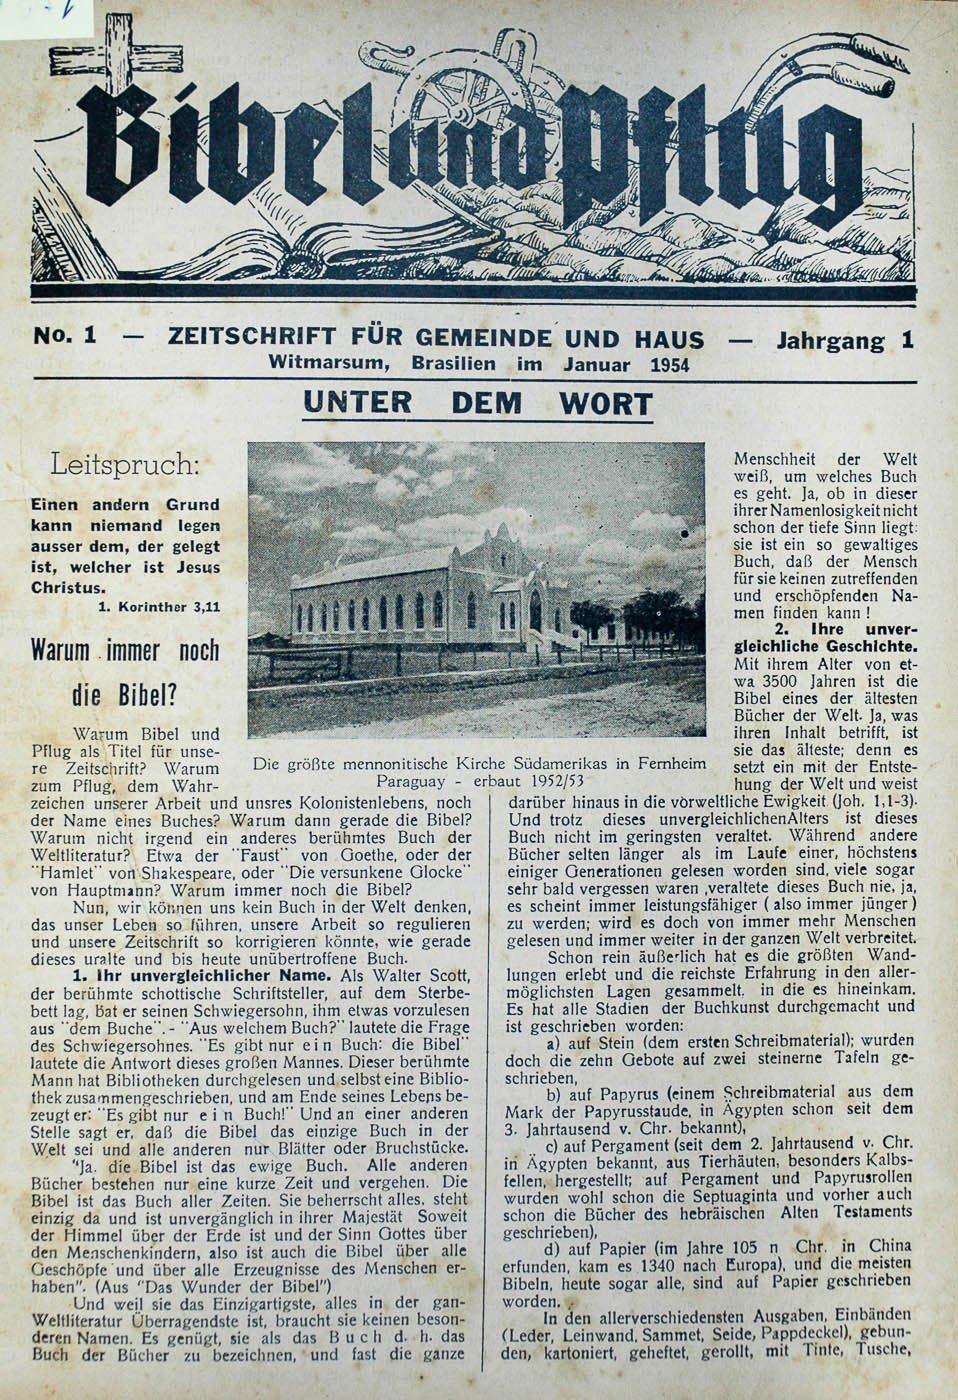 Bibel und Pflug
No. 1 — ZEITSCHRIFT FÜR GEMEINDE UND HAUS — Jahrgang 1
Witmarsum, Brasilien im Januar 1954
UNTER DEM WORT
Leitspruch:
Einen andern Grund
kann niemand legen
ausser dem, der gelegt
ist, welcher ist Jesus
Christus.
1. Korinther 3,11
Warum immer noch
die Bibel?
Warum Bibel und
Pflug als Titel für unse-
re Zeitschrift? Warum
zum Pflug, dem Wahr-
zeichen unserer Arbeit und unsres Kolonistenlebens, noch
der Name eines Buches? Warum dann gerade die Bibel?
Warum nicht irgend ein anderes berühmtes Buch der
Weltliteratur? Etwa der "Faust" von Goethe, oder der
"Hamlet" von Shakespeare, oder "Die versunkene Glocke"
von Hauptmann? Warum immer noch die Bibel?
Nun, wir können uns kein Buch in der Welt denken,
das unser Leben so führen, unsere Arbeit so regulieren
und unsere Zeitschrift so korrigieren könnte, wie gerade
dieses uralte und bis heute unübertroffene Buch.
1. Ihr unvergleichlicher Name. Als Walter Scott,
der berühmte schottische Schriftsteller, auf dem Sterbe-
bett lag, bat er seinen Schwiegersohn, ihm etwas vorzulesen
aus "dem Buche". - "Aus welchem Buch?" lautete die Frage
des Schwiegersohnes. "Es gibt nur e i n Buch: die Bibel"
lautete die Antwort dieses großen Mannes. Dieser berühmte
Mann hat Bibliotheken durchgelesen und selbst eine Biblio-
thek zusammengeschrieben, und am Ende seines Lebens be-
zeugt er: "Es gibt nur e i n Buch!" Und an einer anderen
Stelle sagt er, daß die Bibel das einzige Buch in der
Welt sei und alle anderen nur Blätter oder Bruchstücke.
"Ja, die Bibel ist das ewige Buch. Alle anderen
Bücher bestehen nur eine kurze Zeit und vergehen. Die
Bibel ist das Buch aller Zeiten. Sie beherrscht alles, steht
einzig da und ist unvergänglich in ihrer Majestät Soweit
der Himmel über der Erde ist und der Sinn Gottes über
den Menschenkindern, also ist auch die Bibel über alle
Geschöpfe und über alle Erzeugnisse des Menschen er-
haben". (Aus "Das Wunder der Bibel")
Und weil sie das Einzigartigste, alles in der gan-
Weltliteratur Überragendste ist, braucht sie keinen beson-
deren Namen. Es genügt, sie als das B u c h d. h. das
Buch der Bücher zu bezeichnen, und fast die ganze
Die größte mennonitische Kirche Südamerikas in Fernheim
Paraguay - erbaut 1952/53
Menschheit der Welt
weiß, um welches Buch
es geht. Ja, ob in dieser
ihrer Namenlosigkeit nicht
schon der tiefe Sinn liegt:
sie ist ein so gewaltiges
Buch, daß der Mensch
für sie keinen zutreffenden
und erschöpfenden Na-
men finden kann !
2. Ihre unver-
gleichliche Geschichte.
Mit ihrem Alter von et-
wa 3500 Jahren ist die
Bibel eines der ältesten
Bücher der Welt. Ja, was
ihren Inhalt betrifft, ist
sie das älteste; denn es
setzt ein mit der Entste-
hung der Welt und weist
darüber hinaus in die vorweltliche Ewigkeit (Joh. 1,1-3).
Und trotz dieses unvergleichlichenAlters ist dieses
Buch nicht im geringsten veraltet. Während andere
Bücher selten länger als im Laufe einer, höchstens
einiger Generationen gelesen worden sind, viele sogar
sehr bald vergessen waren ,veraltete dieses Buch nie, ja,
es scheint immer leistungsfähiger ( also immer jünger )
zu werden; wird es doch von immer mehr Menschen
gelesen und immer weiter in der ganzen Welt verbreitet.
Schon rein äußerlich hat es die größten Wand-
lungen erlebt und die reichste Erfahrung in den aller-
möglichsten Lagen gesammelt, in die es hineinkam.
Es hat alle Stadien der Buchkunst durchgemacht und
ist geschrieben worden:
a) auf Stein (dem ersten Schreibmaterial); wurden
doch die zehn Gebote auf zwei steinerne Tafeln ge-
schrieben,
b) auf Papyrus (einem Schreibmaterial aus dem
Mark der Papyrusstaude, in Ägypten schon seit dem
3. Jahrtausend v. Chr. bekannt),
c) auf Pergament (seit dem 2. Jahrtausend v. Chr.
in Ägypten bekannt, aus Tierhäuten, besonders Kalbs-
fellen, hergestellt; auf Pergament und Papyrusrollen
wurden wohl schon die Septuaginta und vorher auch
schon die Bücher des hebräischen Alten Testaments
geschrieben),
d) auf Papier (im Jahre 105 n Chr. in China
erfunden, kam es 1340 nach Europa), und die meisten
Bibeln, heute sogar alle, sind auf Papier geschrieben
worden.
In den allerverschiedensten Ausgaben, Einbänden
(Leder, Leinwand, Sammet, Seide, Pappdeckel), gebun-
den, kartoniert, geheftet, gerollt, mit Tinte, Tusche,